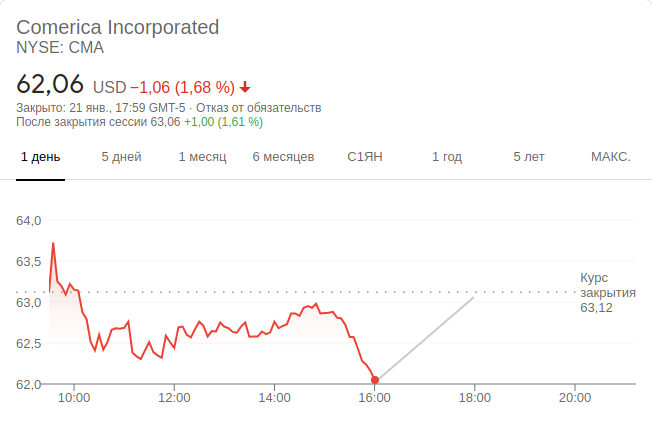 Comerica Incorporated
NYSE: CMA
62,06 USD −1,06 (1,68 %)
Закрыто: 21 янв., 17:59 GMT-5 · Отказ от обязательств
После закрытия сессии 63,06 +1,00 (1,61 %)
1 день 5 дней 1 месяц 6 месяцев С1ЯН 1 год 5 лет МАКС.
64,0
63,5
Курс
закрытия
63,12
63,0
62,5
62,0
10:00 12:00 14:00 16:00 18:00 20:00